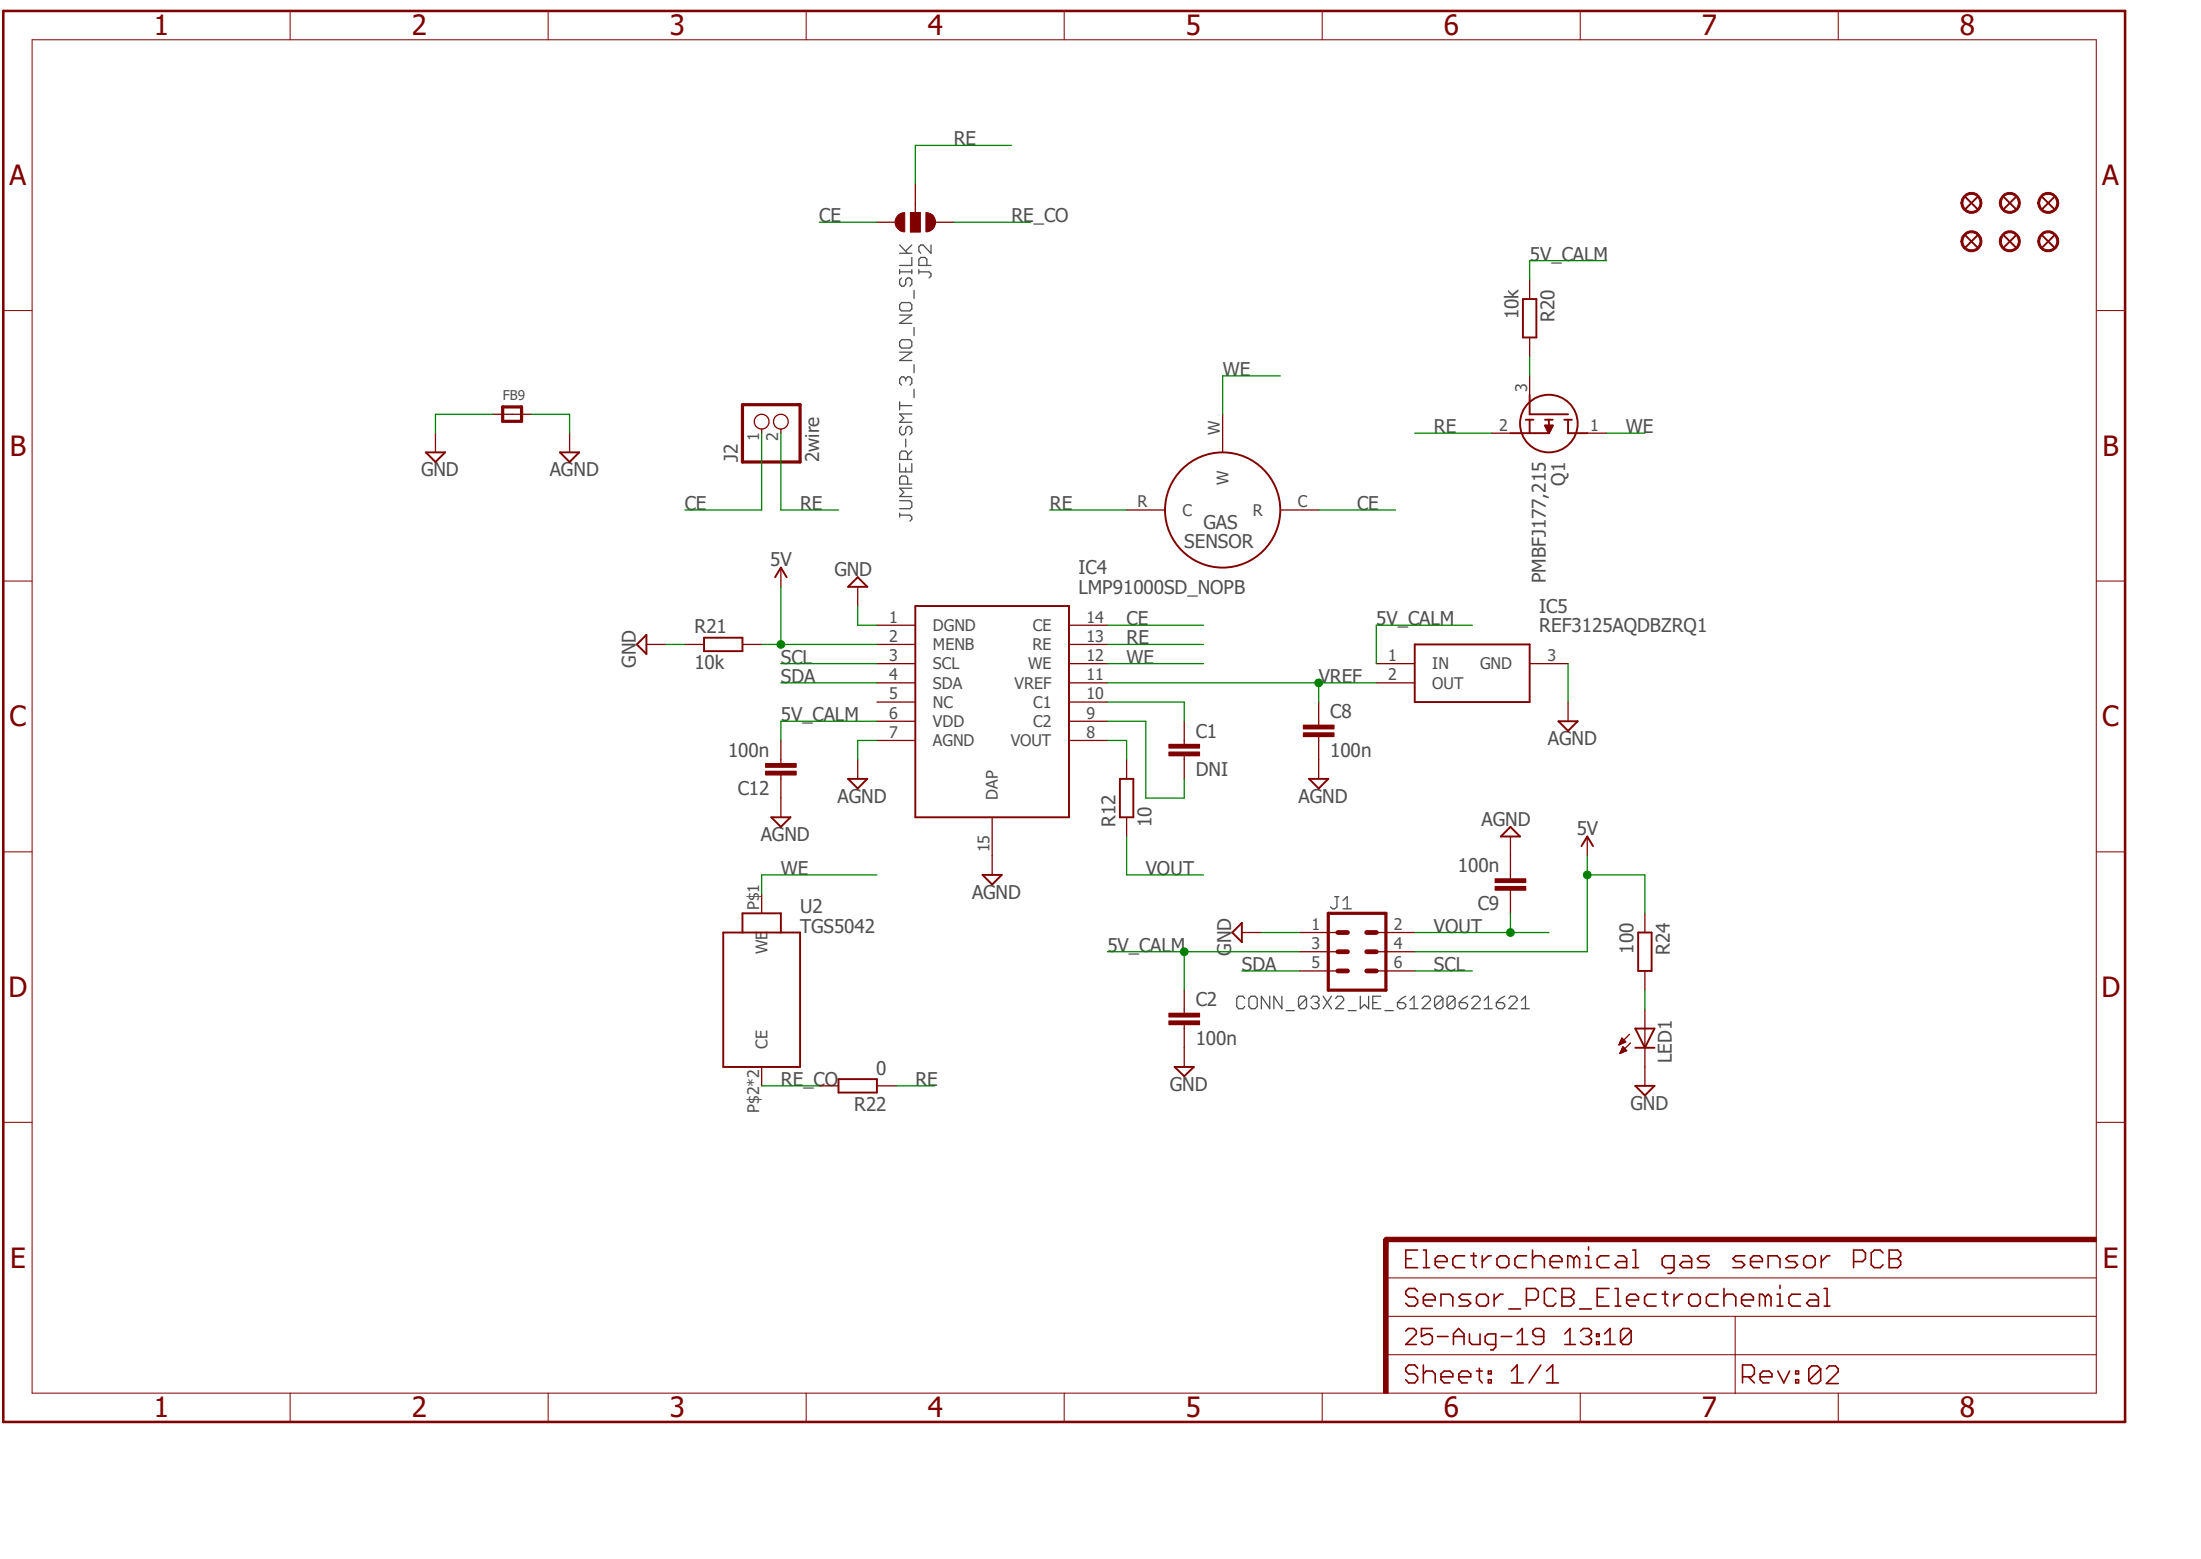 1 2 3 4 5 6 7 8
A A
RE
CE RE_CO
JP2
JUMPER-SMT_3_NO_NO_SILK
5V_CALM
10k
R20
3
RE 2 1 WE
PMBFJ177,215
Q1
B B
FB9
GND AGND
J2 1 2 2wire
CE RE
WE
W
W
RE R C R C CE
GAS
SENSOR
5V
GND
IC4
LMP91000SD_NOPB
GND
R21
10k
SCL
SDA
5V_CALM
1 DGND CE 14 CE
2 MENB RE 13 RE
3 SCL WE 12 WE
4 SDA VREF 11 VREF
5 NC C1 10
6 VDD C2 9
7 AGND VOUT 8
DAP
15
AGND
C C
100n
C12
AGND
AGND
C1
DNI
R12
10
VOUT
C8
100n
AGND
IC5
REF3125AQDBZRQ1
5V_CALM
1 IN GND 3
2 OUT
AGND
WE
P$1
U2
TGS5042
WE
CE
P$2*2
RE_CO 0 RE
R22
AGND
5V
100n
C9
J1
GND 1 2 VOUT
5V_CALM 3 4
SDA 5 6 SCL
CONN_03X2_WE_61200621621
C2
100n
GND
100
R24
LED1
GND
D D
E E
Electrochemical gas sensor PCB
Sensor_PCB_Electrochemical
25-Aug-19 13:10
Sheet: 1/1 Rev:02
1 2 3 4 5 6 7 8